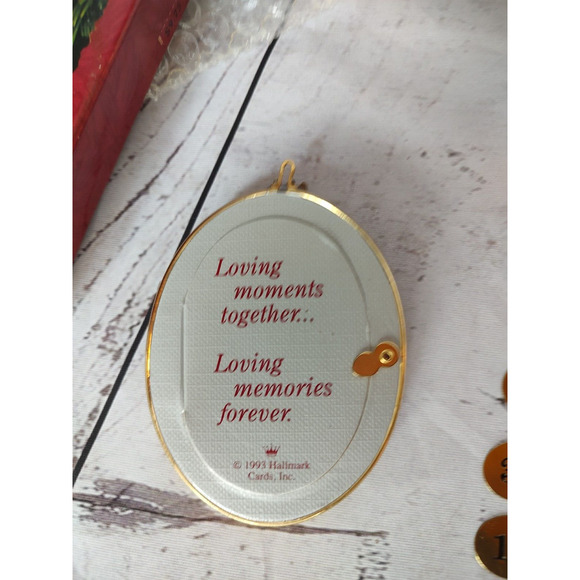 Loving
moments
together...
Loving
memories
forever.
© 1993 Hallmark
Cards, Inc.